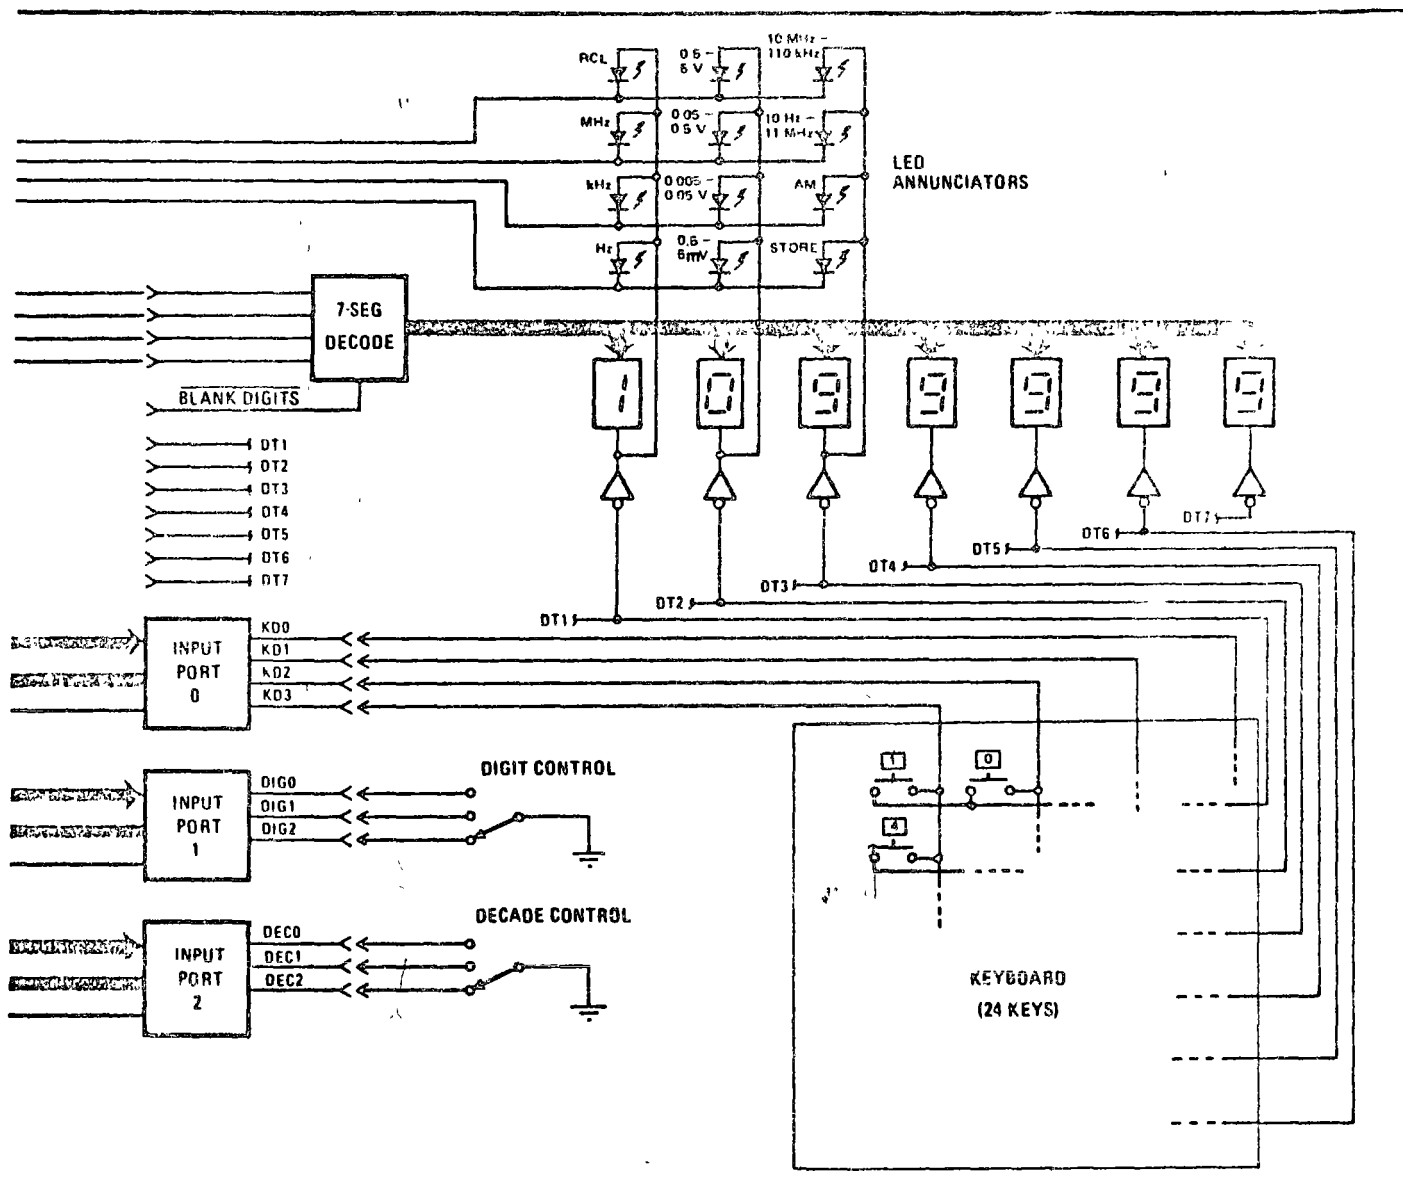 RCL
0.5 -
5 V
10 MHz -
110 kHz
MHz
0.05 -
0.5 V
10 Hz -
11 MHz
LED
ANNUNCIATORS
kHz
0.005 -
0.05 V
AM
Hz
0.5 -
5mV
STORE
7-SEG
DECODE
BLANK DIGITS
1
0
9
9
9
9
9
DT1
DT2
DT3
DT4
DT5
DT6
DT7
DT7
DT6
DT5
DT4
DT3
DT2
DT1
INPUT
PORT
0
KD0
KD1
KD2
KD3
INPUT
PORT
1
DIG0
DIG1
DIG2
DIGIT CONTROL
1
0
4
INPUT
PORT
2
DEC0
DEC1
DEC2
DECADE CONTROL
KEYBOARD
(24 KEYS)